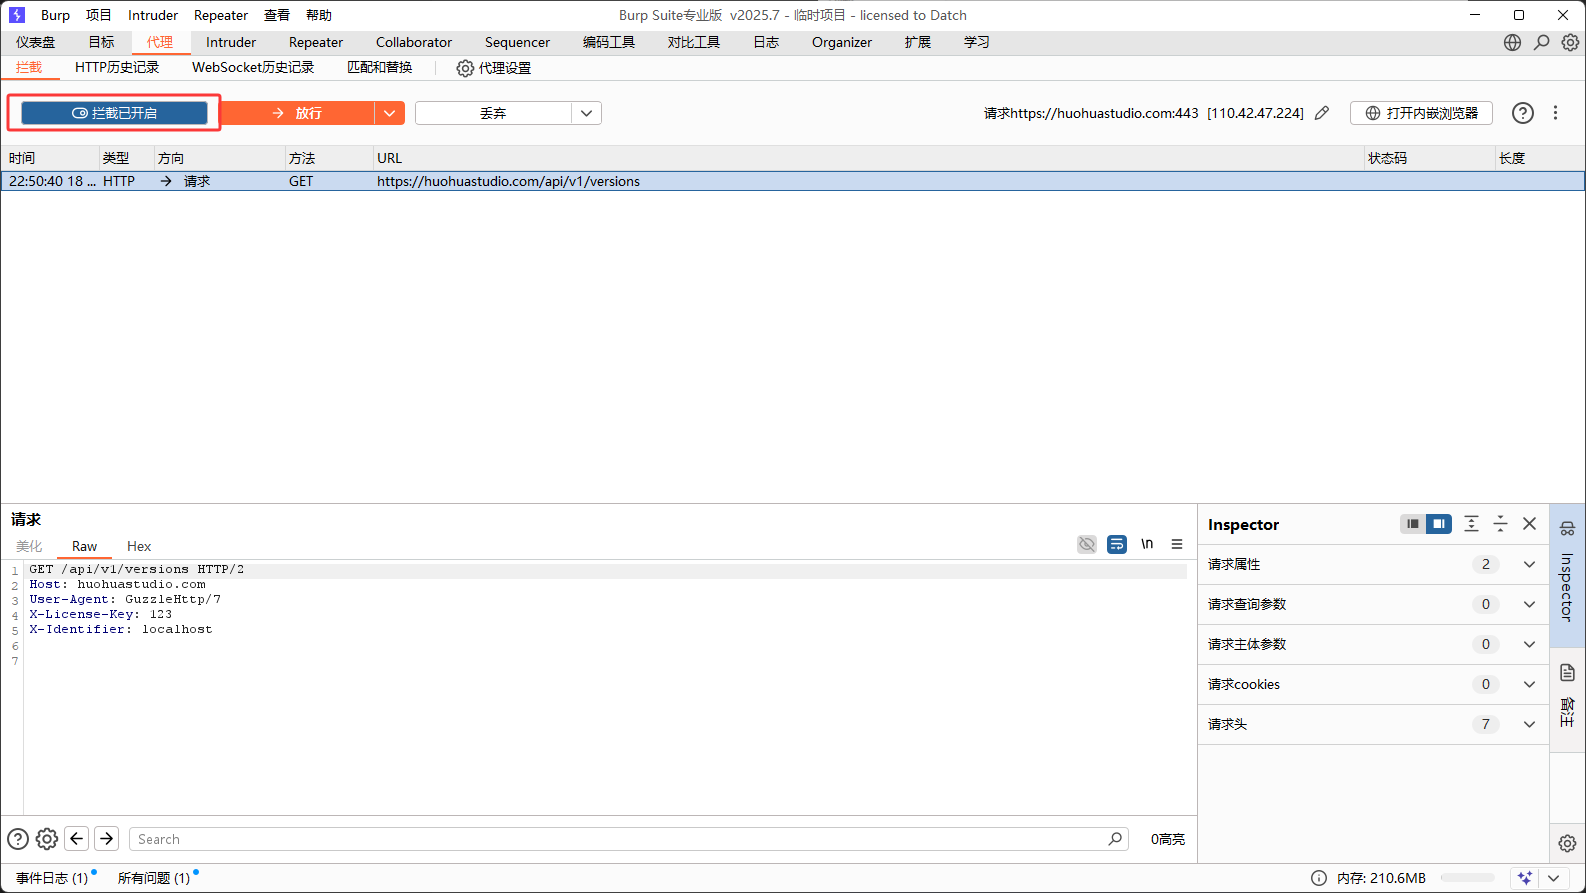 Burp 项目 Intruder Repeater 查看 帮助 Burp Suite专业版 v2025.7 - 临时项目 - licensed to Datch
仪表盘 目标 代理 Intruder Repeater Collaborator Sequencer 编码工具 对比工具 日志 Organizer 扩展 学习
拦截 HTTP历史记录 WebSocket历史记录 匹配和替换 代理设置
拦截已开启 放行 丢弃 请求https://huohuastudio.com:443 [110.42.47.224] 打开内嵌浏览器
时间 类型 方向 方法 URL 状态码 长度
22:50:40 18 ... HTTP 请求 GET https://huohuastudio.com/api/v1/versions
请求
美化 Raw Hex \n
1 GET /api/v1/versions HTTP/2
2 Host: huohuastudio.com
3 User-Agent: GuzzleHttp/7
4 X-License-Key: 123
5 X-Identifier: localhost
6
7
Inspector
请求属性 2
请求查询参数 0
请求主体参数 0
请求cookies 0
请求头 7
Inspector
备注
Search 0高亮
事件日志 (1) 所有问题 (1) 内存: 210.6MB